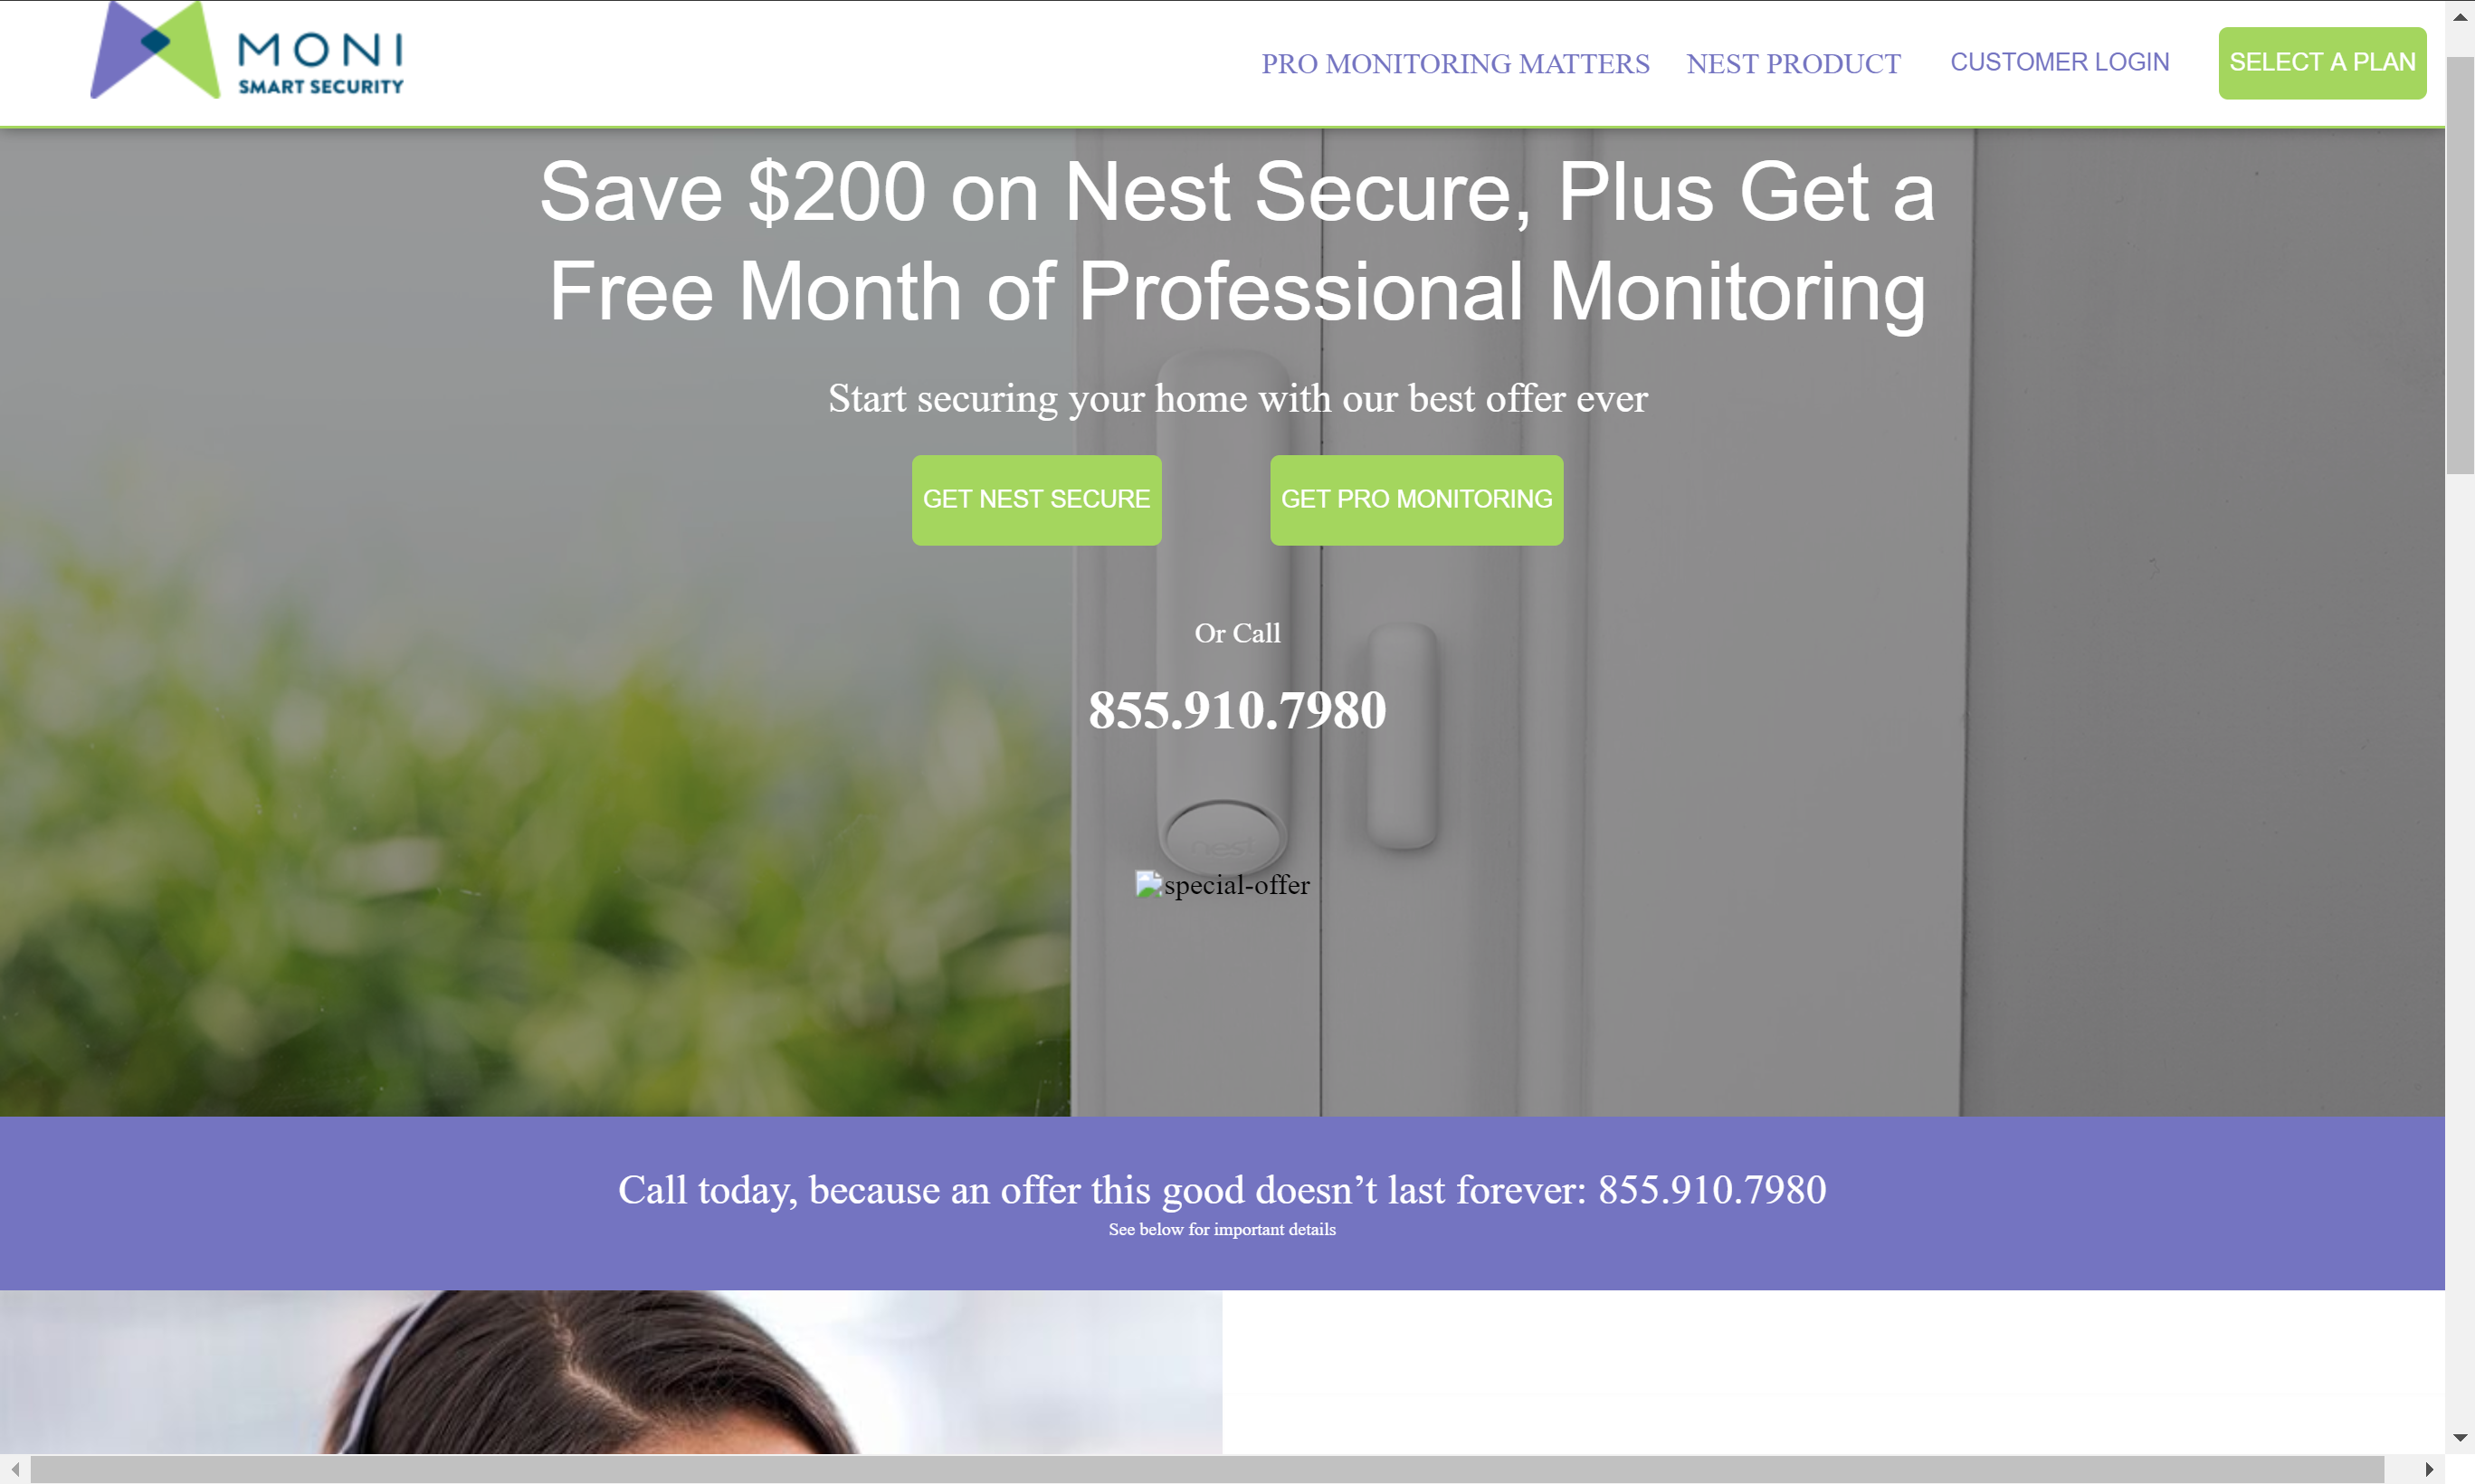 MONI
SMART SECURITY
PRO MONITORING MATTERS
NEST PRODUCT
CUSTOMER LOGIN
SELECT A PLAN
Save $200 on Nest Secure, Plus Get a
Free Month of Professional Monitoring
Start securing your home with our best offer ever
GET NEST SECURE
GET PRO MONITORING
Or Call
855.910.7980
nest
special-offer
Call today, because an offer this good doesn’t last forever: 855.910.7980
See below for important details